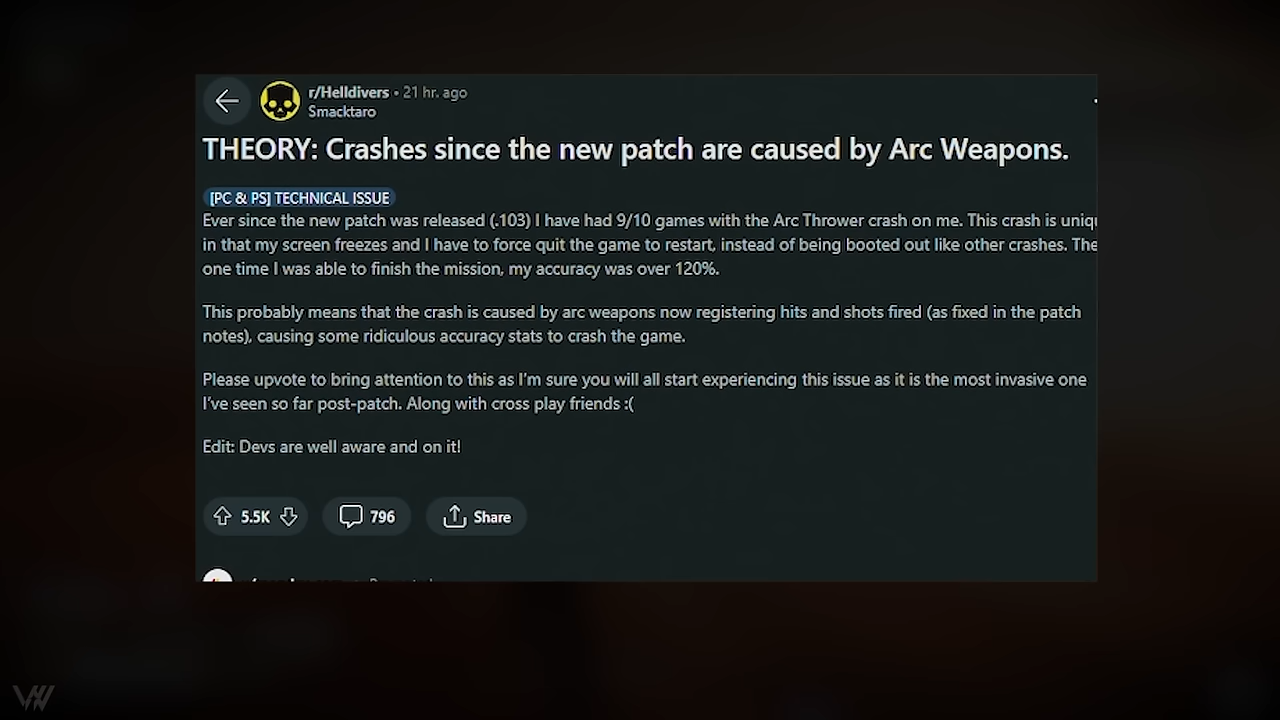 r/Helldivers • 21 hr. ago
Smacktaro
THEORY: Crashes since the new patch are caused by Arc Weapons.
[PC & PS] TECHNICAL ISSUE
Ever since the new patch was released (.103) I have had 9/10 games with the Arc Thrower crash on me. This crash is uniqu
in that my screen freezes and I have to force quit the game to restart, instead of being booted out like other crashes. The
one time I was able to finish the mission, my accuracy was over 120%.
This probably means that the crash is caused by arc weapons now registering hits and shots fired (as fixed in the patch
notes), causing some ridiculous accuracy stats to crash the game.
Please upvote to bring attention to this as I'm sure you will all start experiencing this issue as it is the most invasive one
I've seen so far post-patch. Along with cross play friends :(
Edit: Devs are well aware and on it!
5.5K 796 Share